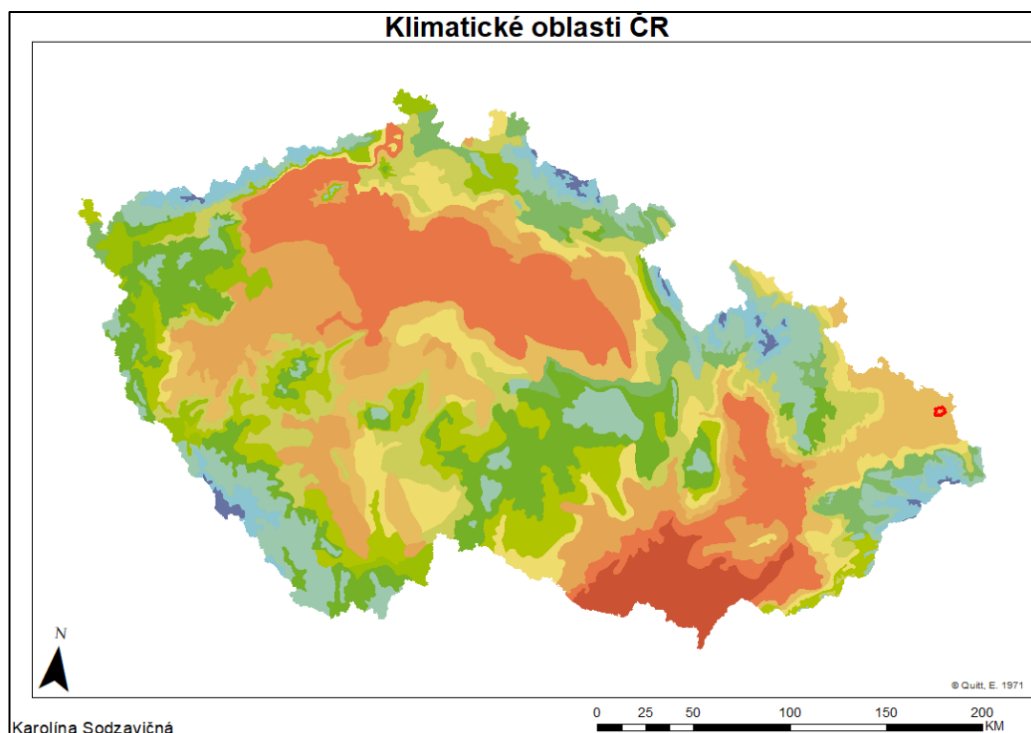 Klimatické oblasti ČR
N
© Quitt, E. 1971
0 25 50 100 150 200
KM
Karolína Sodzavičná